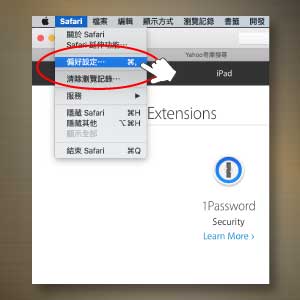 Safari 檔案 編輯 顯示方式 瀏覽記錄 書籤 開發
關於 Safari
Safari 延伸功能⋯
偏好設定⋯ ⌘,
清除瀏覽記錄⋯
服務 ▶
隱藏 Safari ⌘H
隱藏其他 ⌥⌘H
顯示全部
結束 Safari ⌘Q
Yahoo奇摩搜尋
iPad
Extensions
1Password
Security
Learn More ›